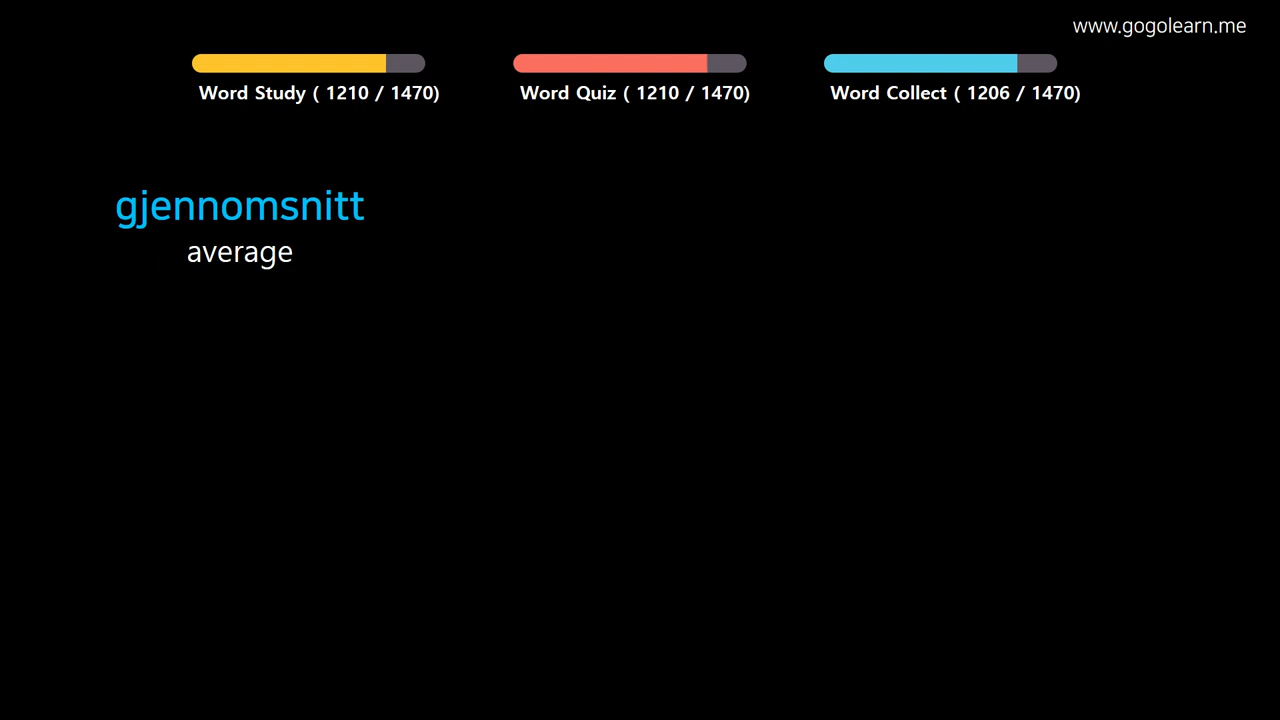 www.gogolearn.me
Word Study ( 1210 / 1470)
Word Quiz ( 1210 / 1470)
Word Collect ( 1206 / 1470)
gjennomsnitt
average